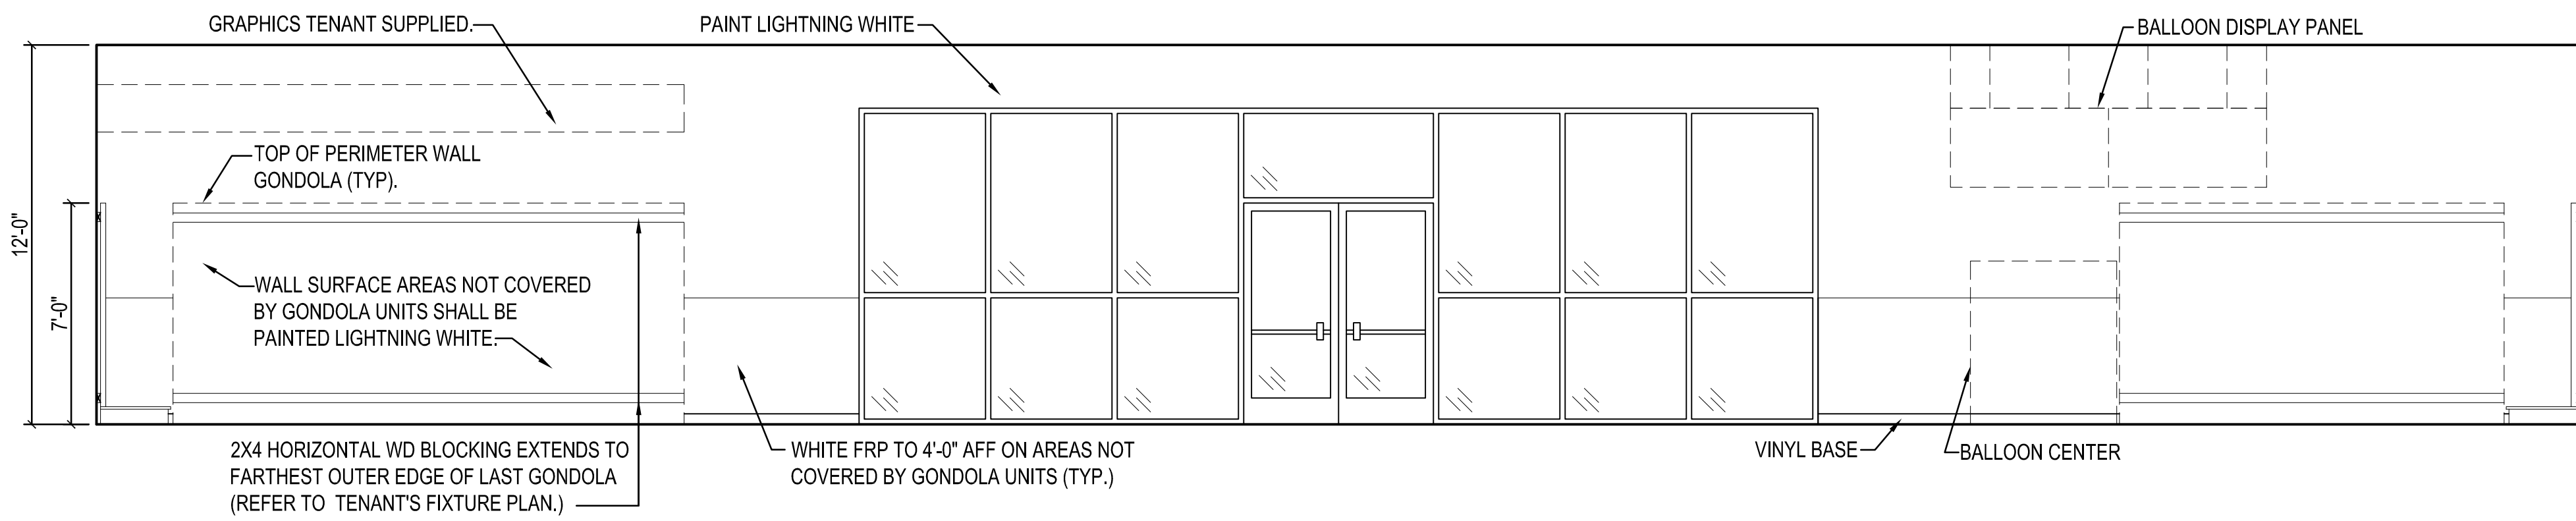 GRAPHICS TENANT SUPPLIED.
PAINT LIGHTNING WHITE
BALLOON DISPLAY PANEL
TOP OF PERIMETER WALL
GONDOLA (TYP).
12'-0"
7'-0"
WALL SURFACE AREAS NOT COVERED
BY GONDOLA UNITS SHALL BE
PAINTED LIGHTNING WHITE.
2X4 HORIZONTAL WD BLOCKING EXTENDS TO
FARTHEST OUTER EDGE OF LAST GONDOLA
(REFER TO TENANT'S FIXTURE PLAN.)
WHITE FRP TO 4'-0" AFF ON AREAS NOT
COVERED BY GONDOLA UNITS (TYP.)
VINYL BASE
BALLOON CENTER